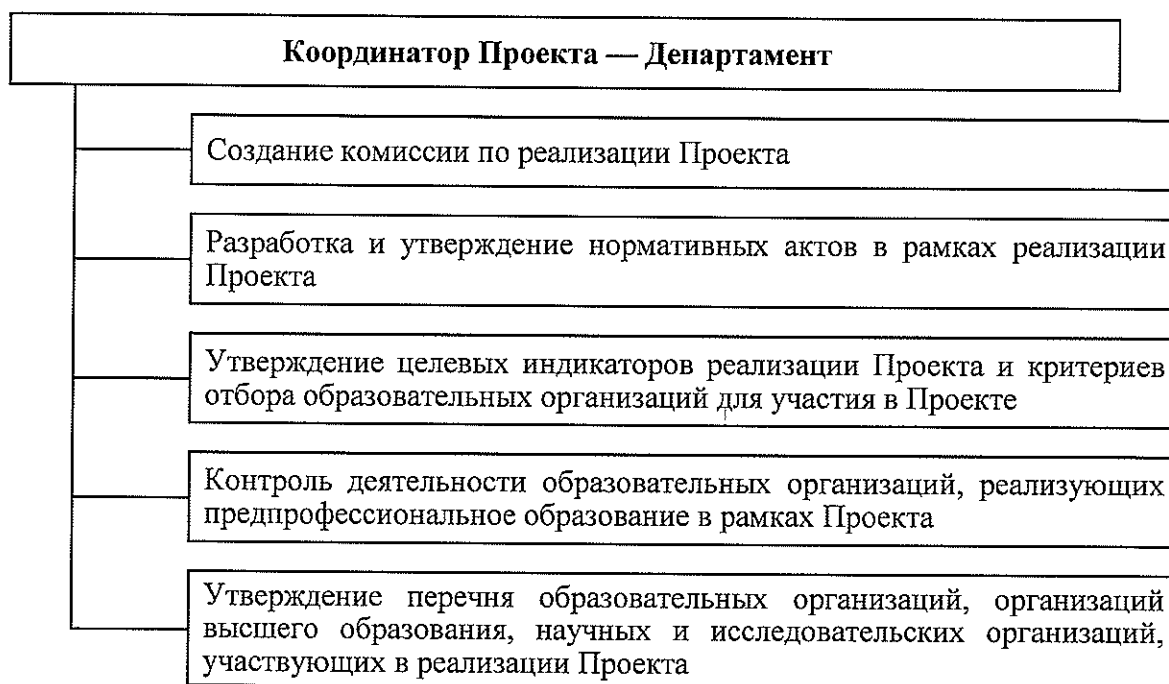 Координатор Проекта — Департамент
Создание комиссии по реализации Проекта
Разработка и утверждение нормативных актов в рамках реализации
Проекта
Утверждение целевых индикаторов реализации Проекта и критериев
отбора образовательных организаций для участия в Проекте
Контроль деятельности образовательных организаций, реализующих
предпрофессиональное образование в рамках Проекта
Утверждение перечня образовательных организаций, организаций
высшего образования, научных и исследовательских организаций,
участвующих в реализации Проекта